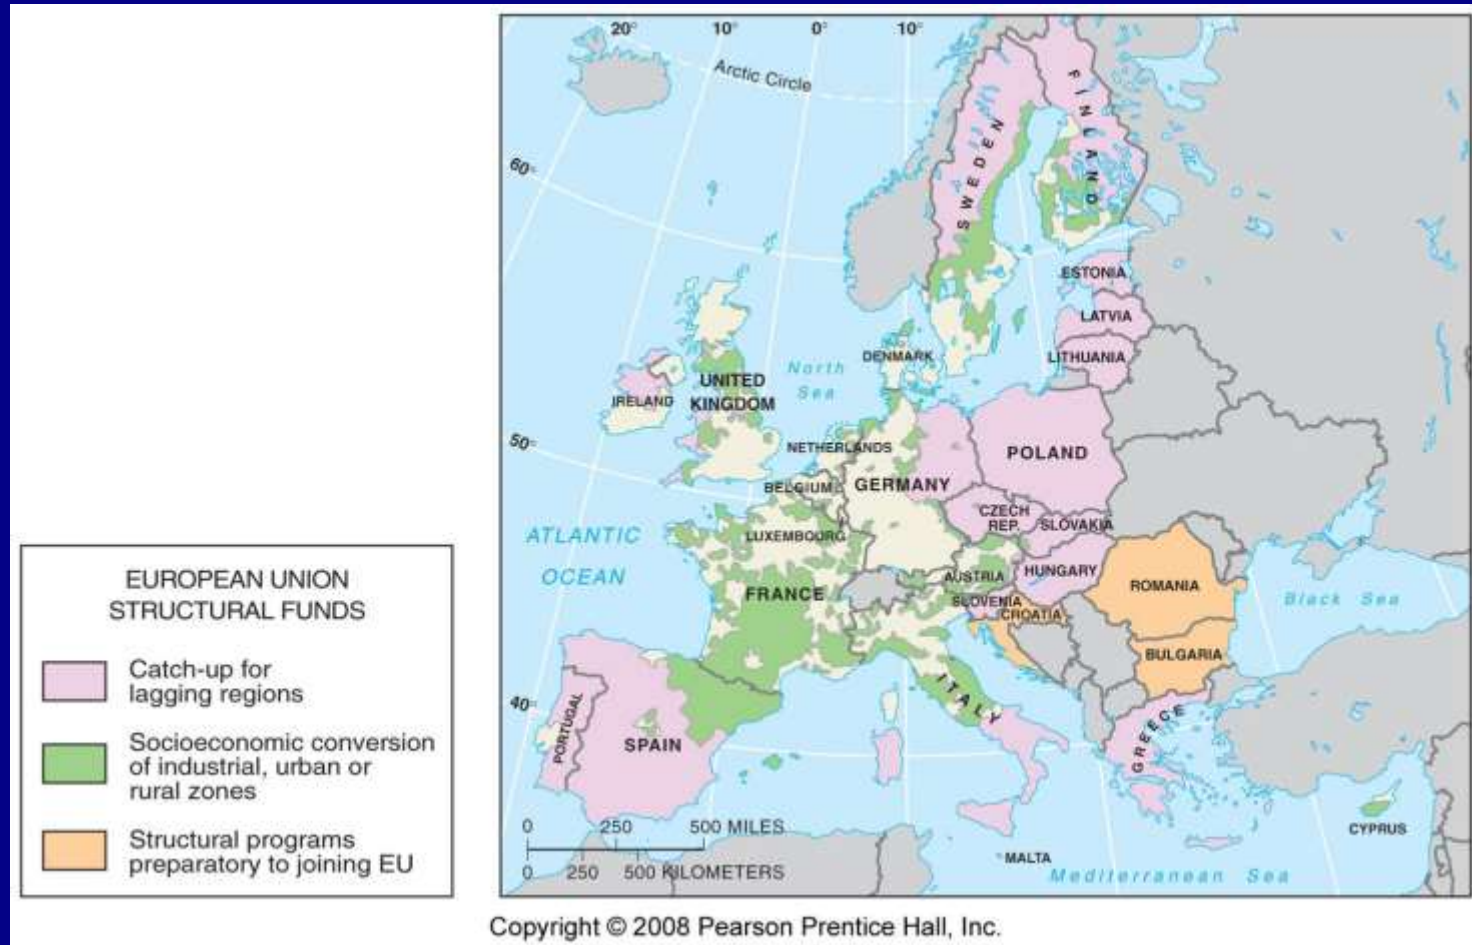 20° 10° 0° 10°
Arctic Circle
60°
50°
40°
SWEDEN
FINLAND
ESTONIA
LATVIA
LITHUANIA
DENMARK
North
Sea
UNITED
KINGDOM
IRELAND
NETHERLANDS
POLAND
BELGIUM
GERMANY
CZECH
REP.
SLOVAKIA
LUXEMBOURG
ATLANTIC
OCEAN
FRANCE
AUSTRIA
HUNGARY
SLOVENIA
CROATIA
ROMANIA
Black Sea
BULGARIA
ITALY
PORTUGAL
SPAIN
GREECE
CYPRUS
MALTA
Mediterranean Sea
0 250 500 MILES
0 250 500 KILOMETERS
EUROPEAN UNION
STRUCTURAL FUNDS
Catch-up for
lagging regions
Socioeconomic conversion
of industrial, urban or
rural zones
Structural programs
preparatory to joining EU
Copyright © 2008 Pearson Prentice Hall, Inc.